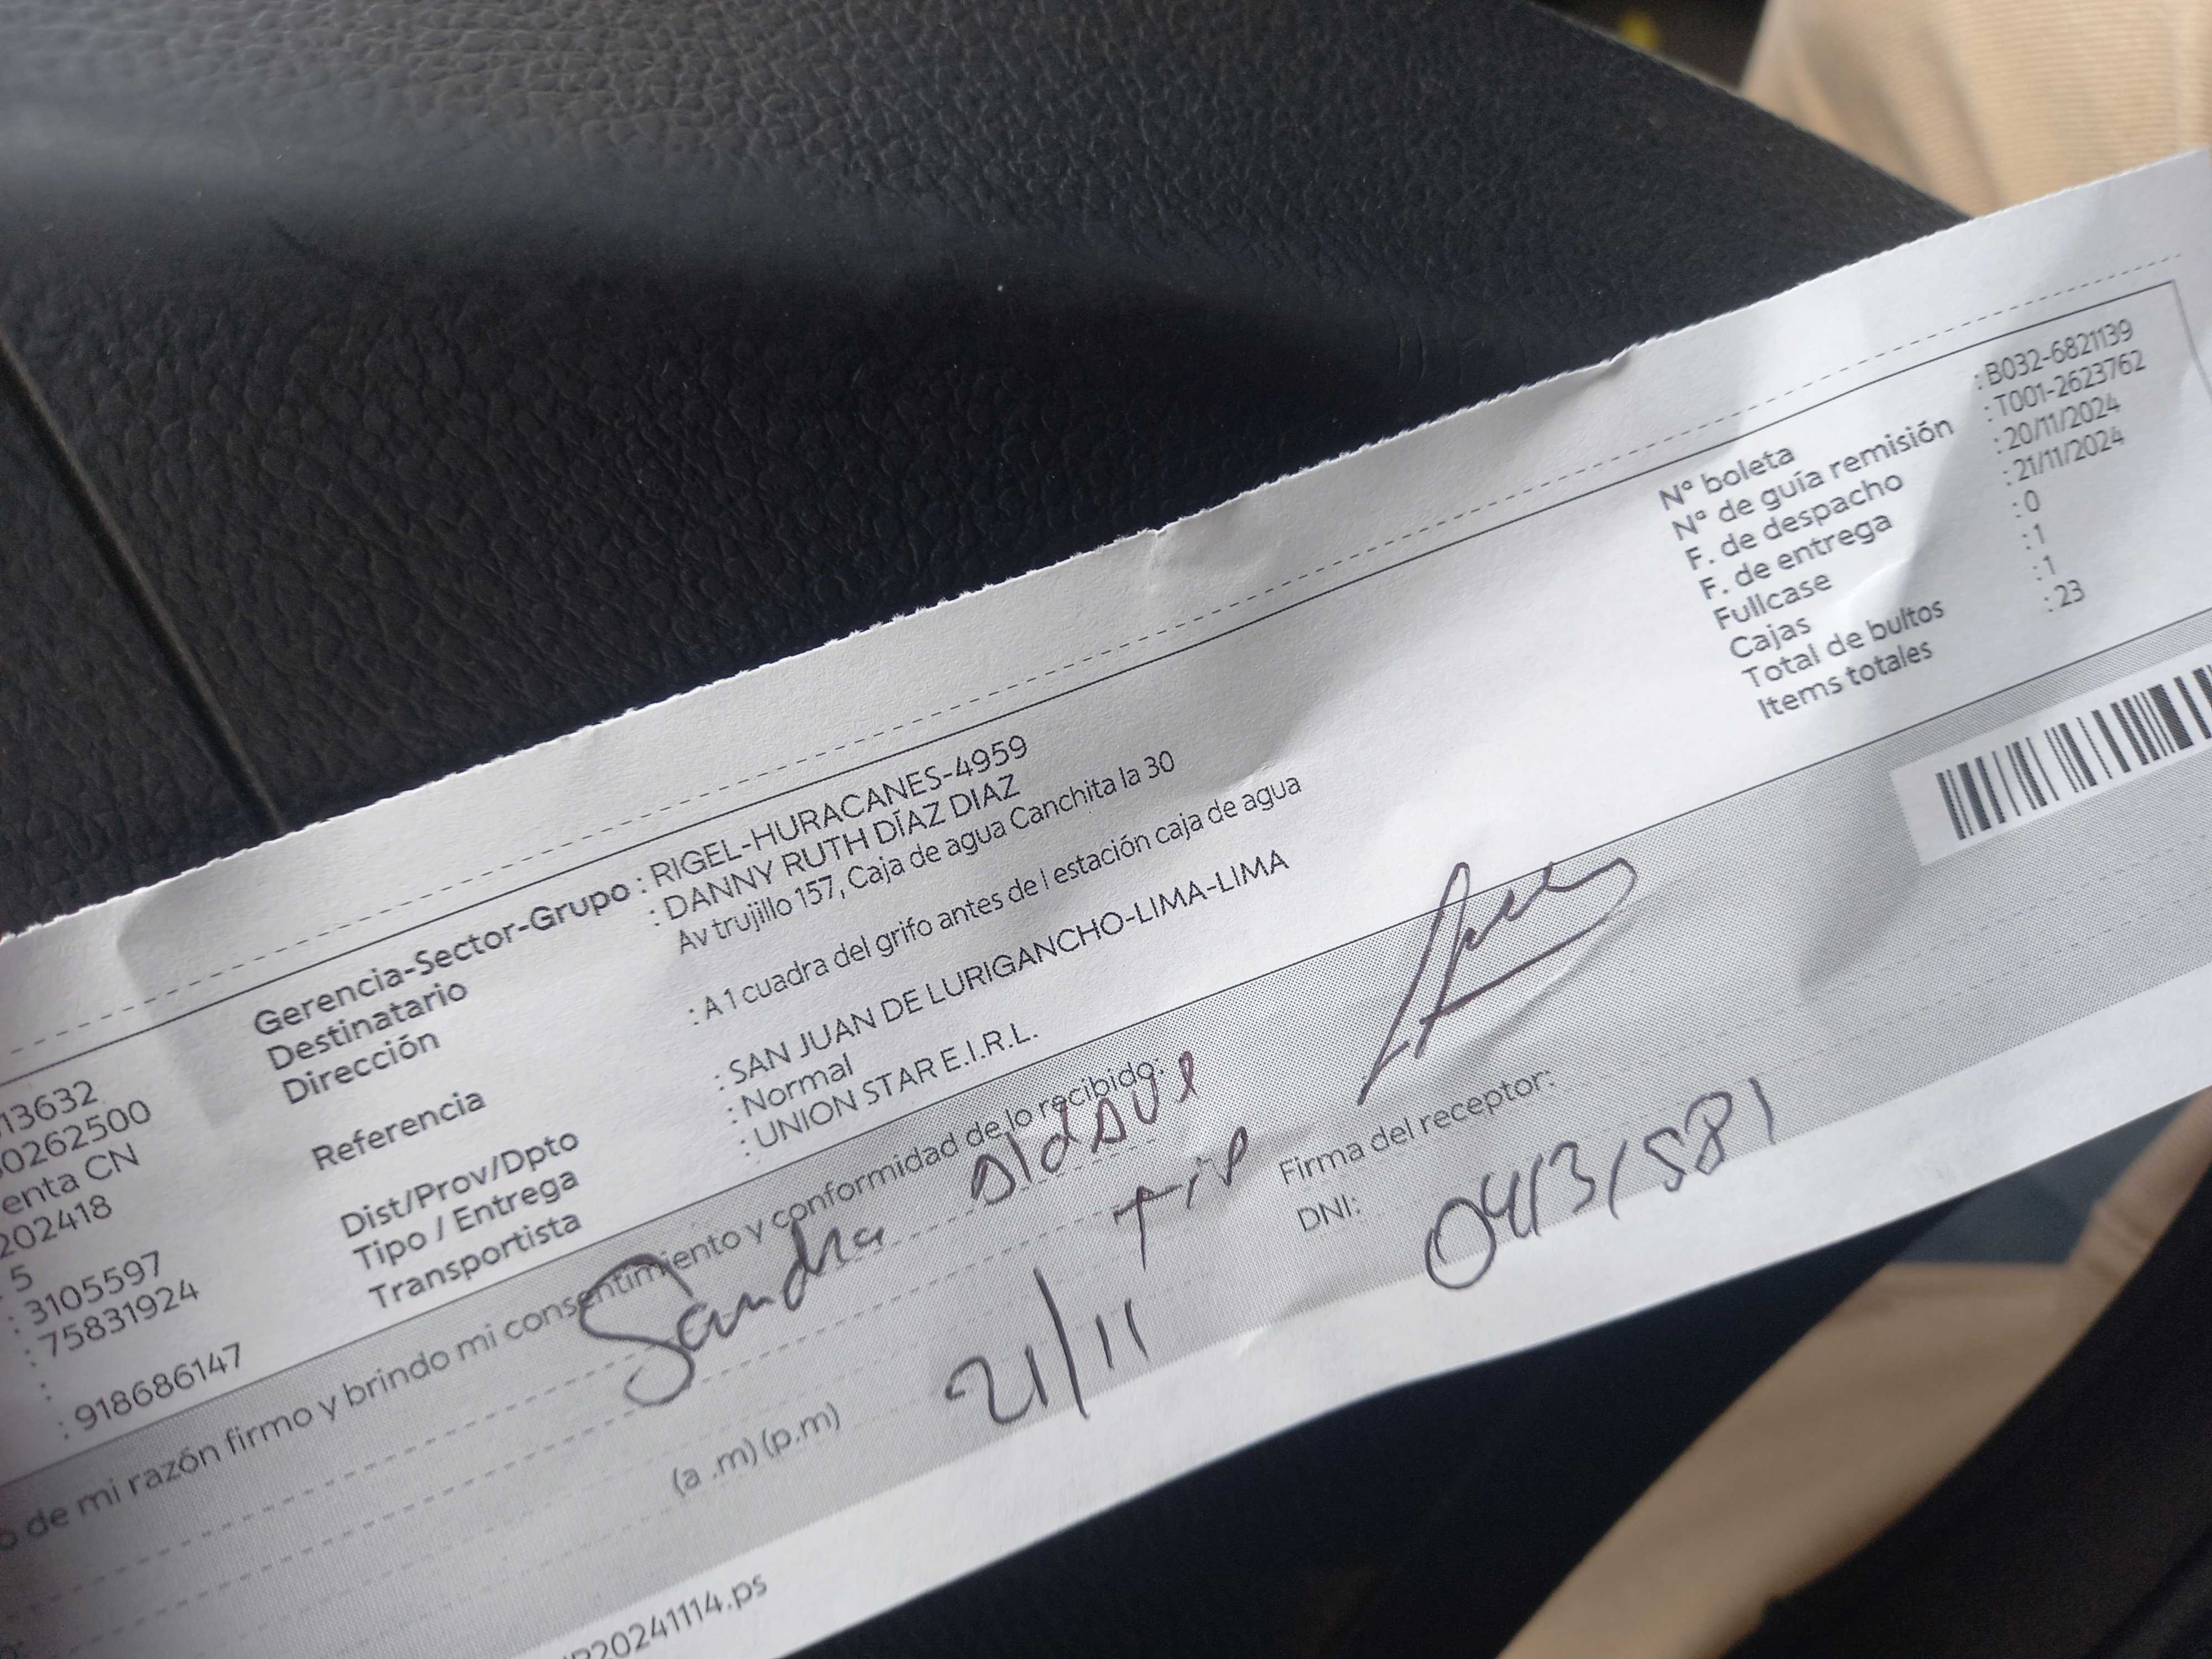 13632
0262500
enta CN
202418
5
: 3105597
: 75831924
:
: 918686147
Gerencia-Sector-Grupo : RIGEL-HURACANES-4959
Destinatario : DANNY RUTH DÍAZ DIAZ
Dirección Av trujillo 157, Caja de agua Canchita la 30
Referencia : A 1 cuadra del grifo antes de l estación caja de agua
Dist/Prov/Dpto : SAN JUAN DE LURIGANCHO-LIMA-LIMA
Tipo / Entrega : Normal
Transportista : UNION STAR E.I.R.L.
N° boleta : B032-6821139
N° de guía remisión : T001-2623762
F. de despacho : 20/11/2024
F. de entrega : 21/11/2024
Fullcase : 0
Cajas : 1
Total de bultos : 1
Items totales : 23
o de mi razón firmo y brindo mi consentimiento y conformidad de lo recibido:
Sandra
(a .m) (p.m)
21/11
Firma del receptor:
DNI:
20241114.ps